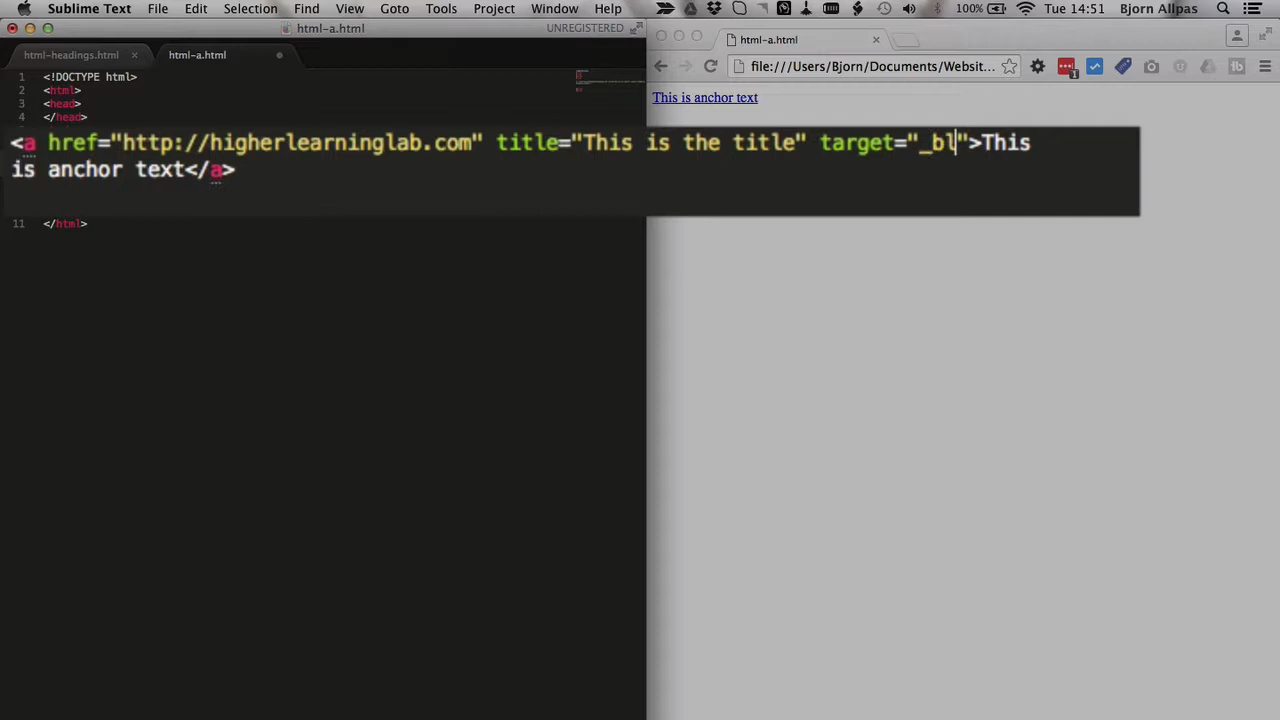 Sublime Text File Edit Selection Find View Goto Tools Project Window Help 100% Tue 14:51 Bjorn Allpas
html-a.html UNREGISTERED
html-headings.html html-a.html
html-a.html
file:///Users/Bjorn/Documents/Websit...
1 <!DOCTYPE html>
2 <html>
3 <head>
4 </head>
This is anchor text
<a href="http://higherlearninglab.com" title="This is the title" target="_bl">This
is anchor text</a>
11 </html>